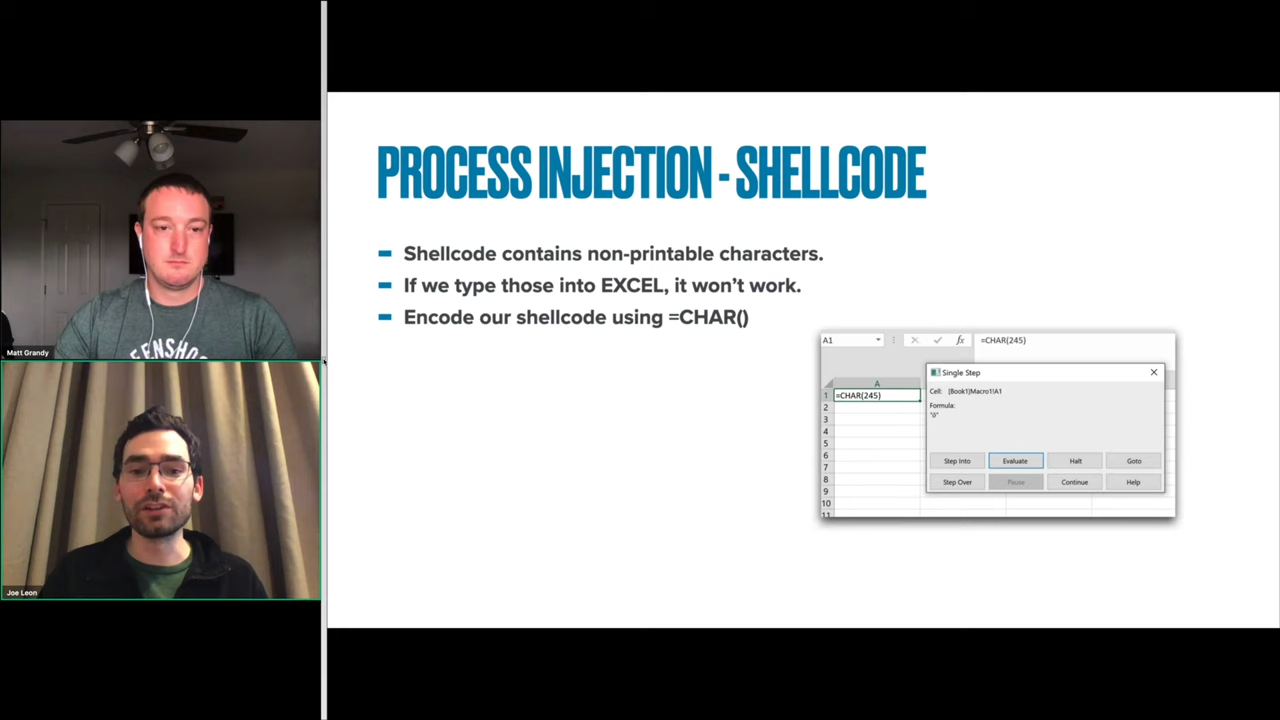 PROCESS INJECTION - SHELLCODE
Shellcode contains non-printable characters.
If we type those into EXCEL, it won't work.
Encode our shellcode using =CHAR()
A1
fx
=CHAR(245)
Single Step
Cell: [Book1]Macro1!A1
Formula:
"õ"
Step Into
Evaluate
Halt
Goto
Step Over
Pause
Continue
Help
A
1 =CHAR(245)
2
3
4
5
6
7
8
9
10
11
Matt Grandy
Joe Leon